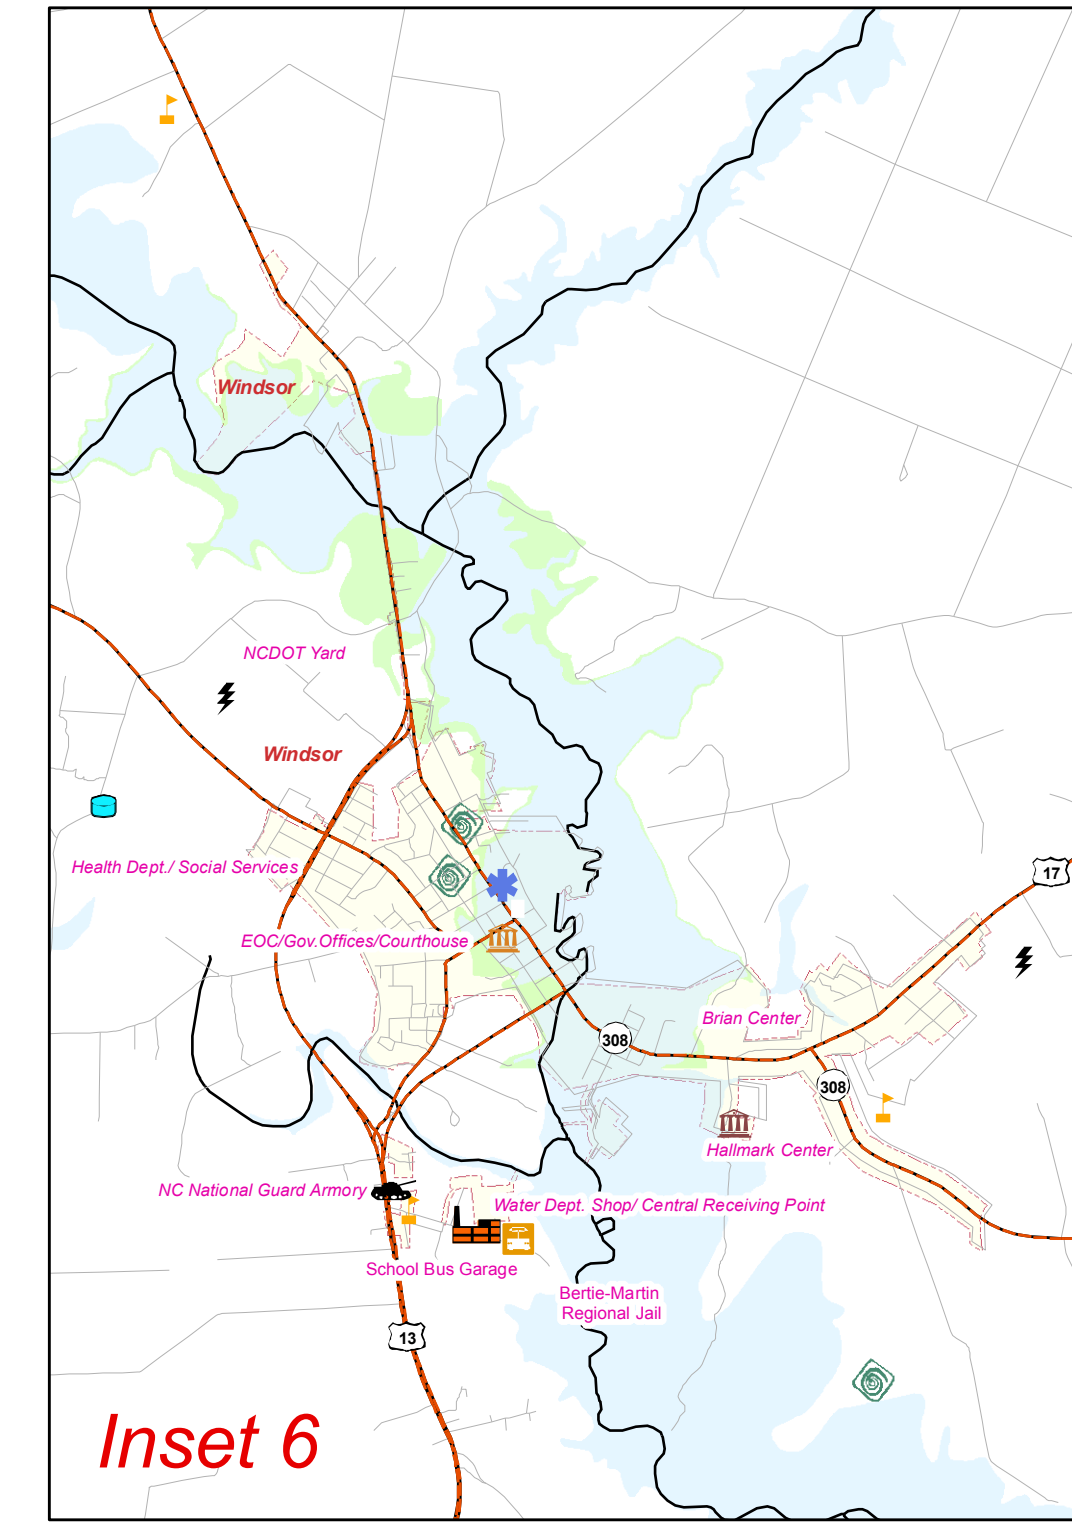 Windsor
NCDOT Yard
Windsor
Health Dept./ Social Services
17
EOC/Gov.Offices/Courthouse
Brian Center
308
308
Hallmark Center
NC National Guard Armory
Water Dept. Shop/ Central Receiving Point
School Bus Garage
Bertie-Martin
Regional Jail
13
Inset 6